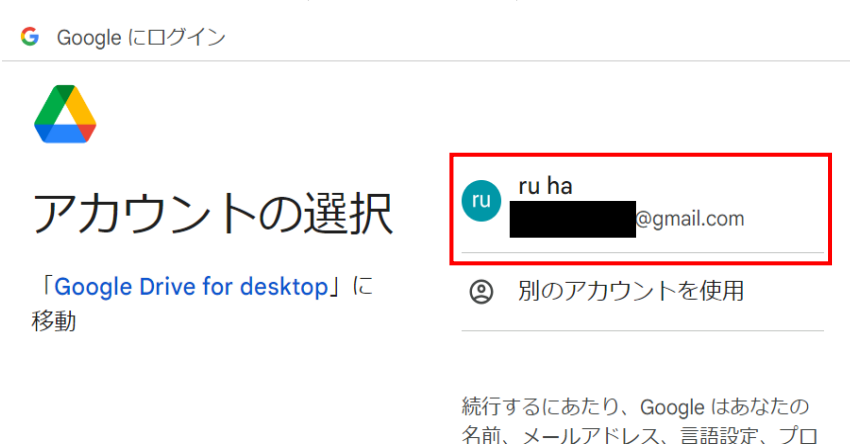 Google にログイン
アカウントの選択
「Google Drive for desktop」に
移動
ru
ru ha
@gmail.com
別のアカウントを使用
続行するにあたり、Google はあなたの
名前、メールアドレス、言語設定、プロ